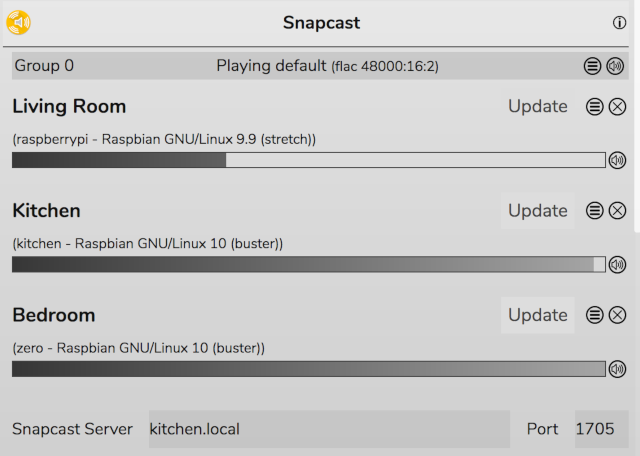 Snapcast
Group 0 Playing default (flac 48000:16:2)
Living Room Update
(raspberrypi - Raspbian GNU/Linux 9.9 (stretch))
Kitchen Update
(kitchen - Raspbian GNU/Linux 10 (buster))
Bedroom Update
(zero - Raspbian GNU/Linux 10 (buster))
Snapcast Server kitchen.local Port 1705